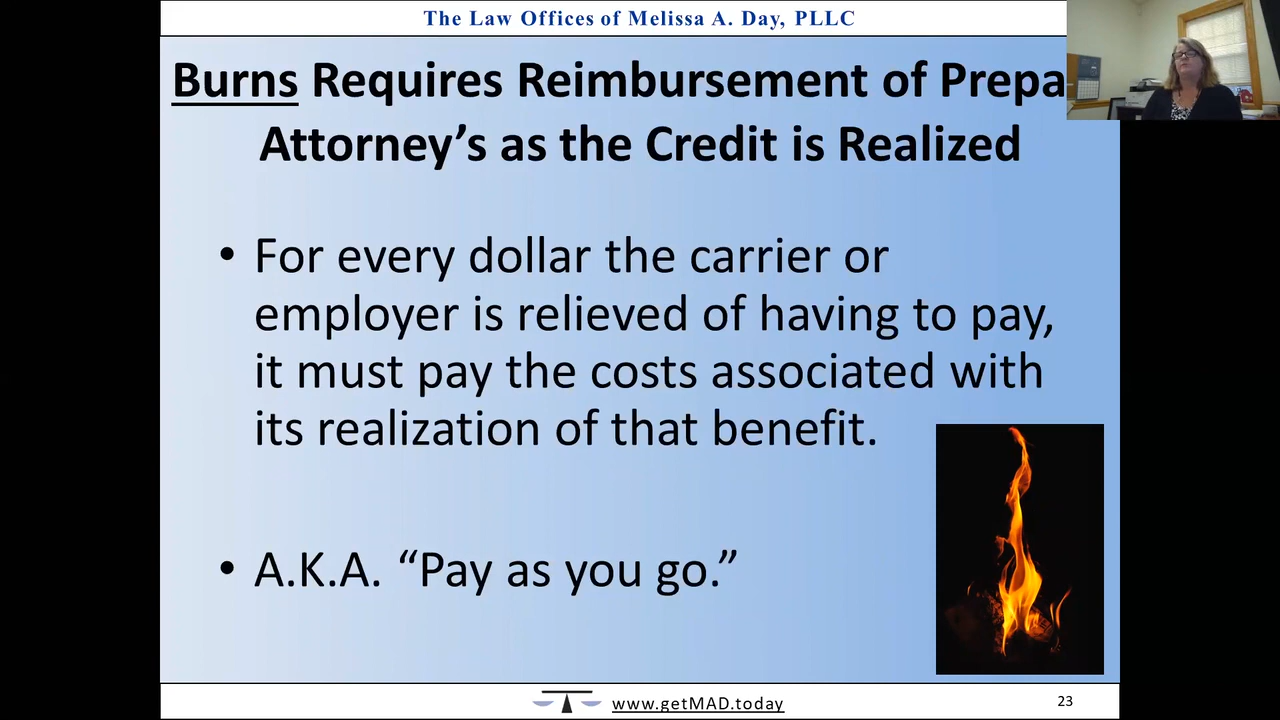 The Law Offices of Melissa A. Day, PLLC
Burns Requires Reimbursement of Prepa
Attorney’s as the Credit is Realized
• For every dollar the carrier or
employer is relieved of having to pay,
it must pay the costs associated with
its realization of that benefit.
• A.K.A. “Pay as you go.”
www.getMAD.today
23